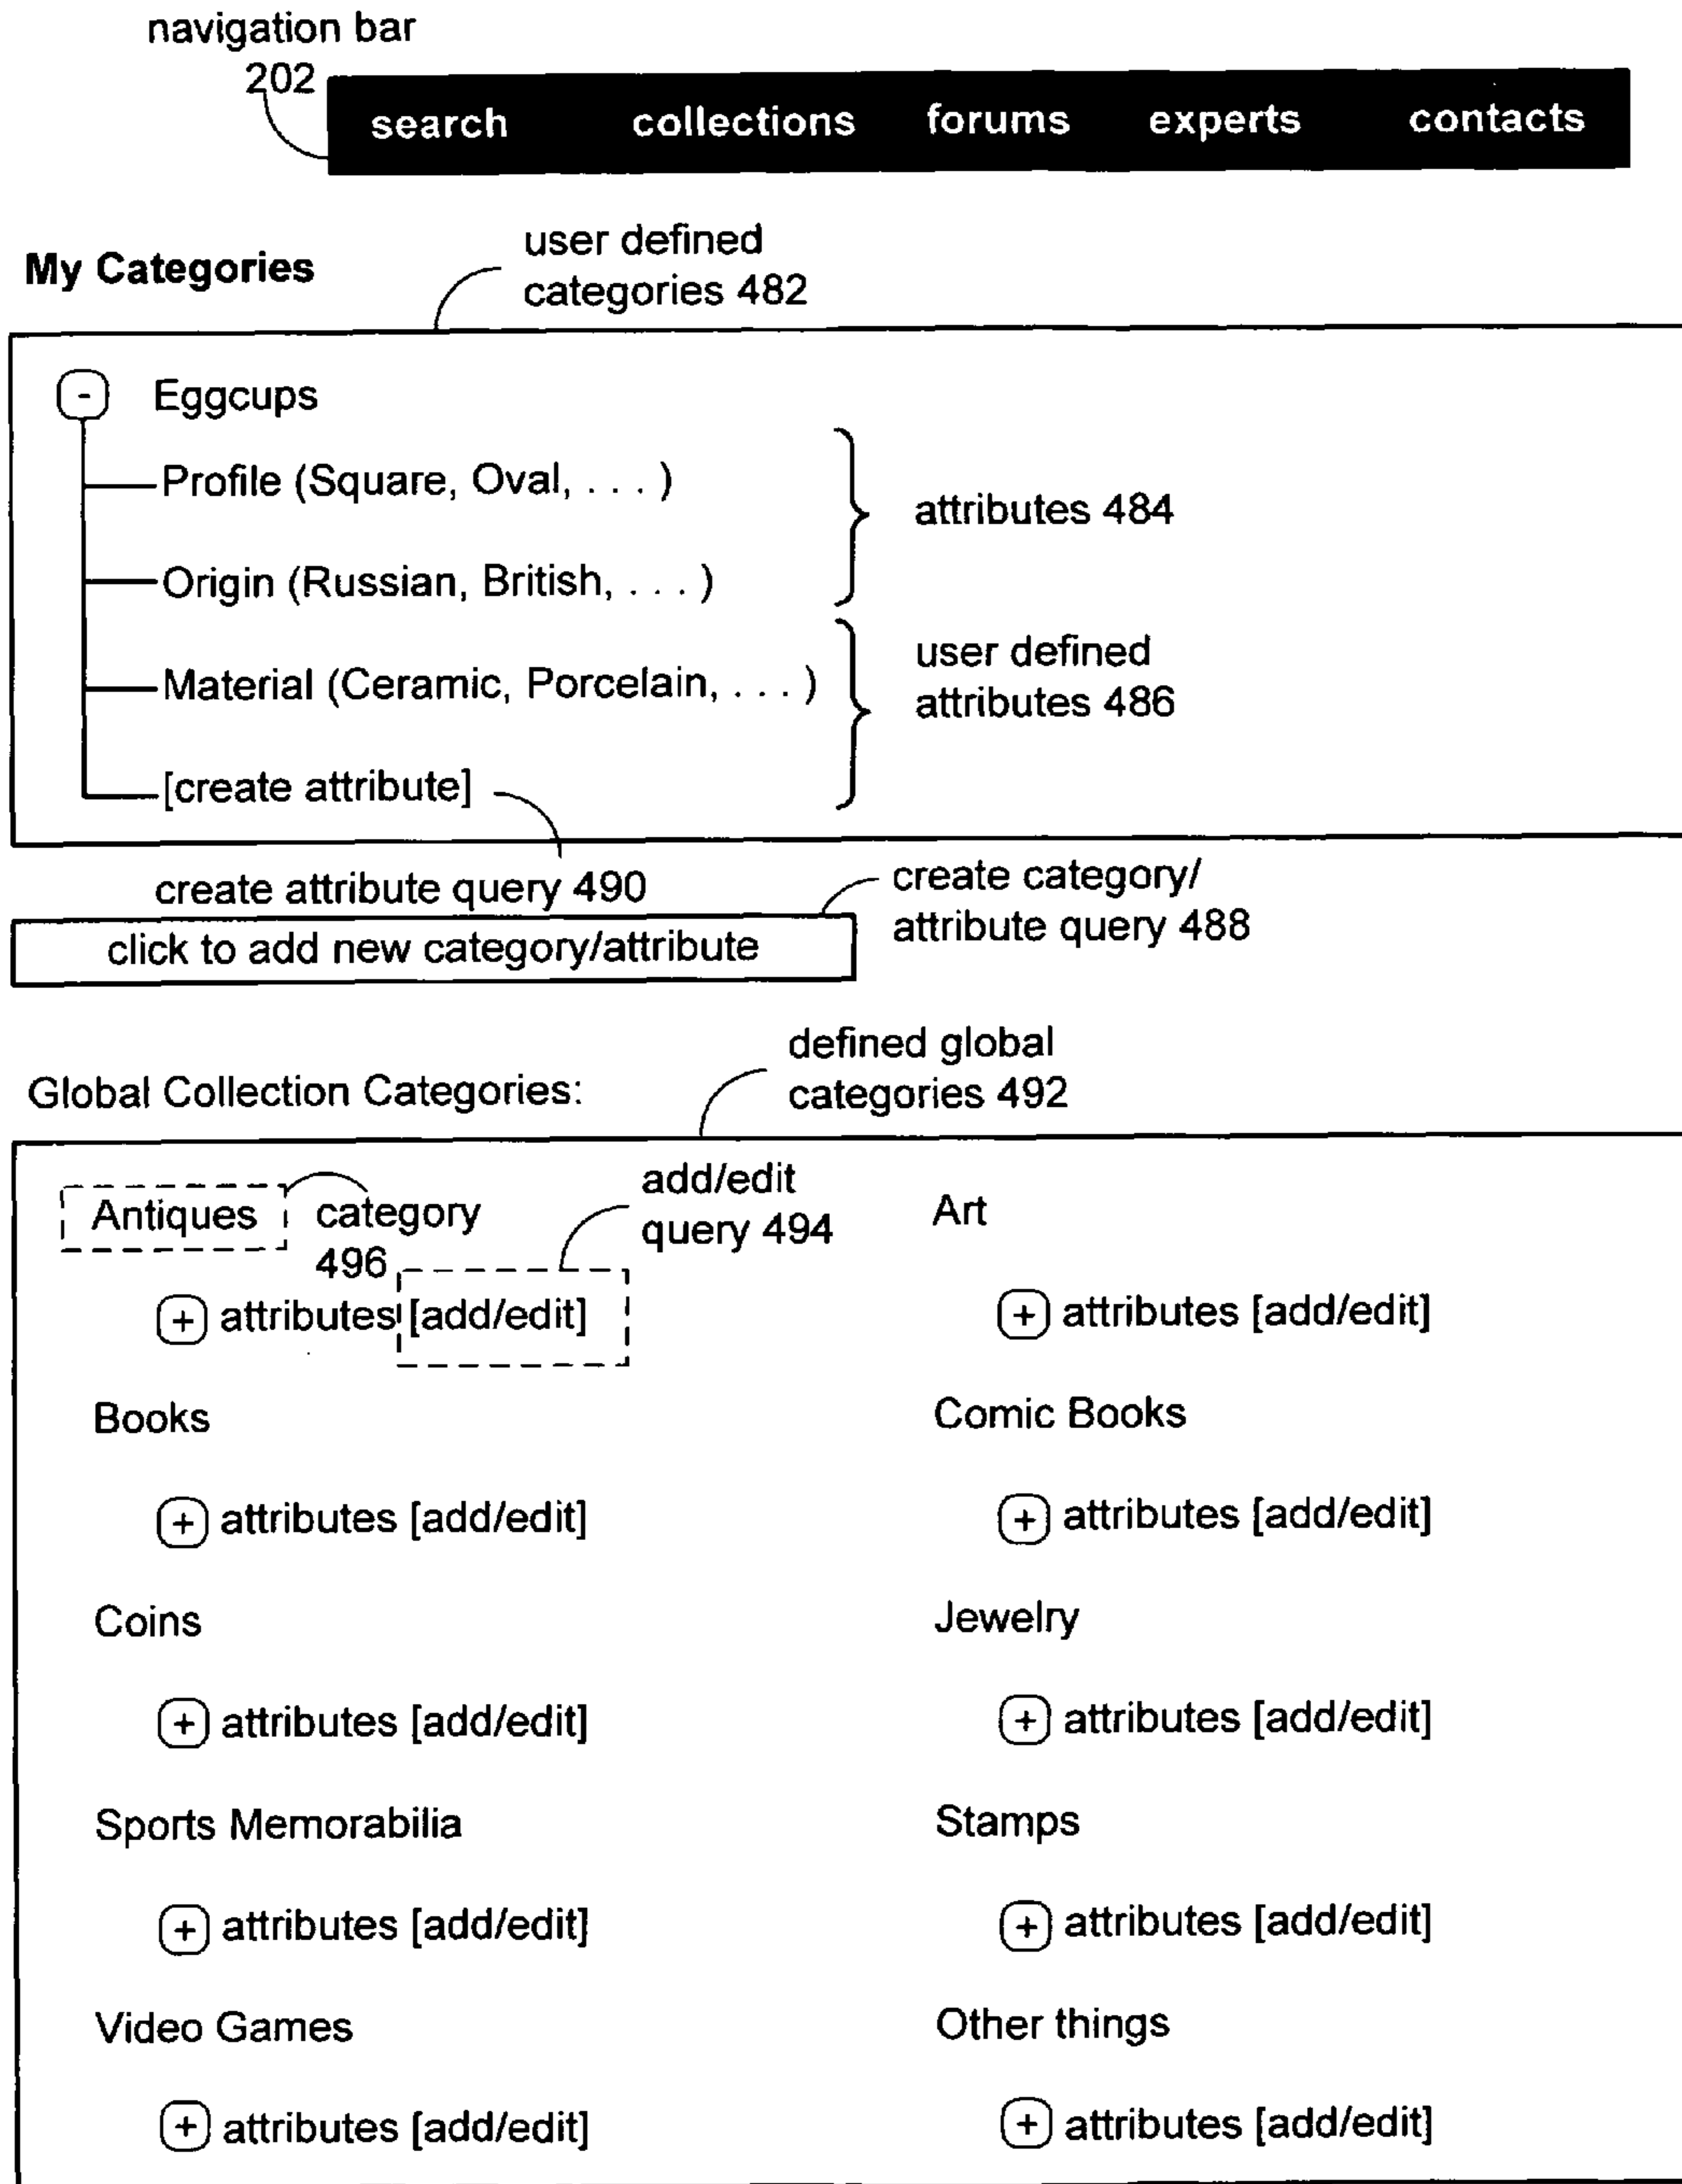 navigation bar
202
search collections forums experts contacts
My Categories
user defined
categories 482
Eggcups
Profile (Square, Oval, . . . )
attributes 484
Origin (Russian, British, . . . )
user defined
attributes 486
Material (Ceramic, Porcelain, . . . )
[create attribute]
create attribute query 490
create category/
attribute query 488
click to add new category/attribute
defined global
categories 492
Global Collection Categories:
Antiques
category
496
add/edit
query 494
Art
+ attributes [add/edit]
+ attributes [add/edit]
Books
Comic Books
+ attributes [add/edit]
+ attributes [add/edit]
Coins
Jewelry
+ attributes [add/edit]
+ attributes [add/edit]
Sports Memorabilia
Stamps
+ attributes [add/edit]
+ attributes [add/edit]
Video Games
Other things
+ attributes [add/edit]
+ attributes [add/edit]